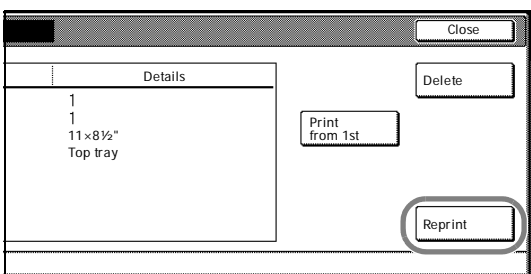 Close
Details
Delete
1
1
11×8½"
Top tray
Print
from 1st
Reprint